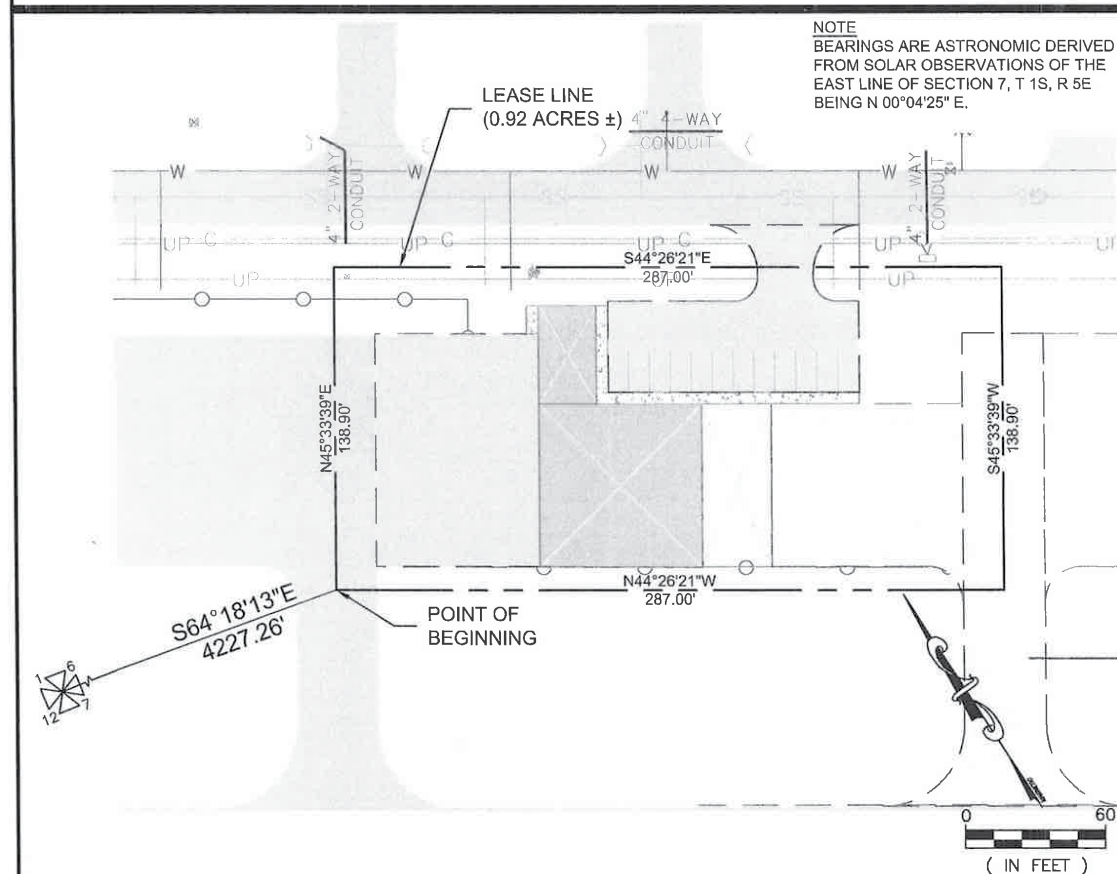 NOTE
BEARINGS ARE ASTRONOMIC DERIVED
FROM SOLAR OBSERVATIONS OF THE
EAST LINE OF SECTION 7, T 1S, R 5E
BEING N 00°04'25" E.
LEASE LINE
(0.92 ACRES ±)
4" 4-WAY
CONDUIT
4" 2-WAY
CONDUIT
4" 2-WAY
CONDUIT
W W W W
UP C UP C UP UP
UP UP UP
S44°26'21"E
287.00'
N45°33'39"E
138.90'
S45°33'39"W
138.90'
N44°26'21"W
287.00'
S64°18'13"E
4227.26'
POINT OF
BEGINNING
1 6
12 7
0 60
( IN FEET )